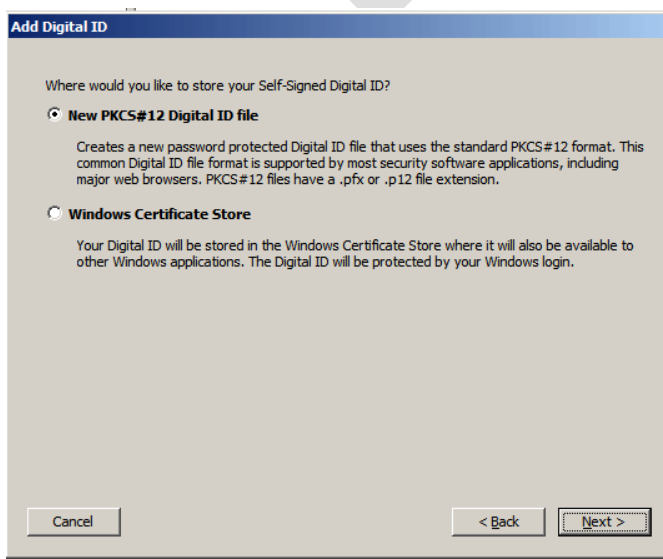 Add Digital ID
Where would you like to store your Self-Signed Digital ID?
New PKCS#12 Digital ID file
Creates a new password protected Digital ID file that uses the standard PKCS#12 format. This
common Digital ID file format is supported by most security software applications, including
major web browsers. PKCS#12 files have a .pfx or .p12 file extension.
Windows Certificate Store
Your Digital ID will be stored in the Windows Certificate Store where it will also be available to
other Windows applications. The Digital ID will be protected by your Windows login.
Cancel < Back Next >